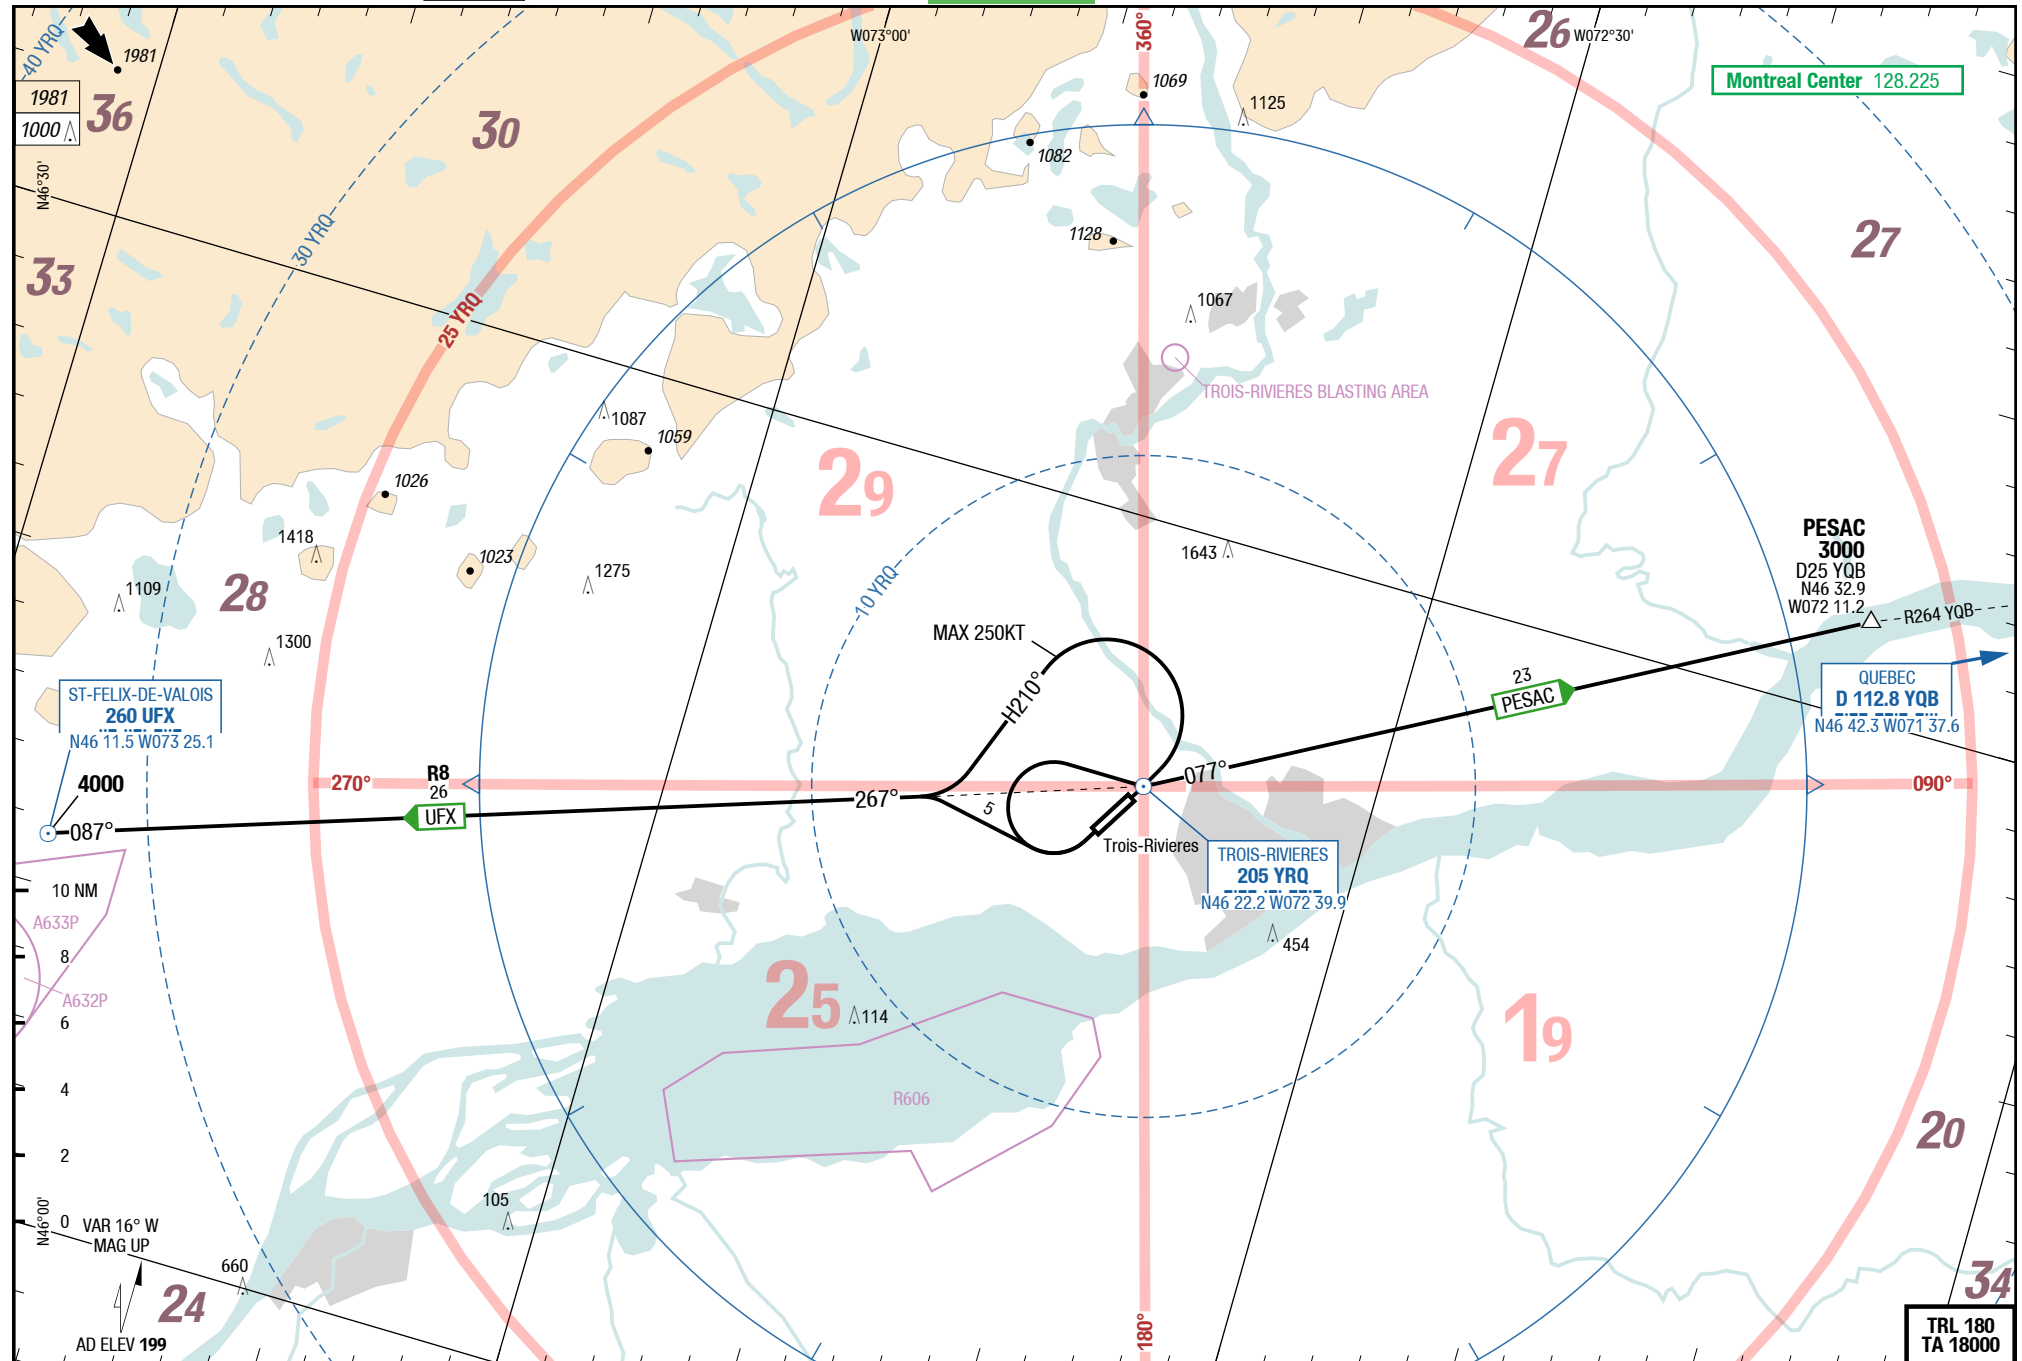 40 YRQ
1981
1981
1000
36
30
W073°00'
360°
1069
26
W072°30'
Montreal Center 128.225
1125
1082
N46°30'
33
30 YRQ
1128
27
25 YRQ
1067
TROIS-RIVIERES BLASTING AREA
1087
1059
29
27
1026
1418
1023
1275
1643
1109
28
10 YRQ
1300
PESAC
3000
D25 YQB
N46 32.9
W072 11.2
R264 YQB
MAX 250KT
H210°
23
PESAC
QUEBEC
D 112.8 YQB
N46 42.3 W071 37.6
ST-FELIX-DE-VALOIS
260 UFX
N46 11.5 W073 25.1
4000
087°
270°
R8
26
UFX
267°
5
077°
090°
Trois-Rivieres
TROIS-RIVIERES
205 YRQ
N46 22.2 W072 39.9
10 NM
A633P
8
A632P
6
4
2
0
454
25
114
19
R606
20
105
N46°00'
VAR 16° W
MAG UP
660
24
AD ELEV 199
180°
34
TRL 180
TA 18000